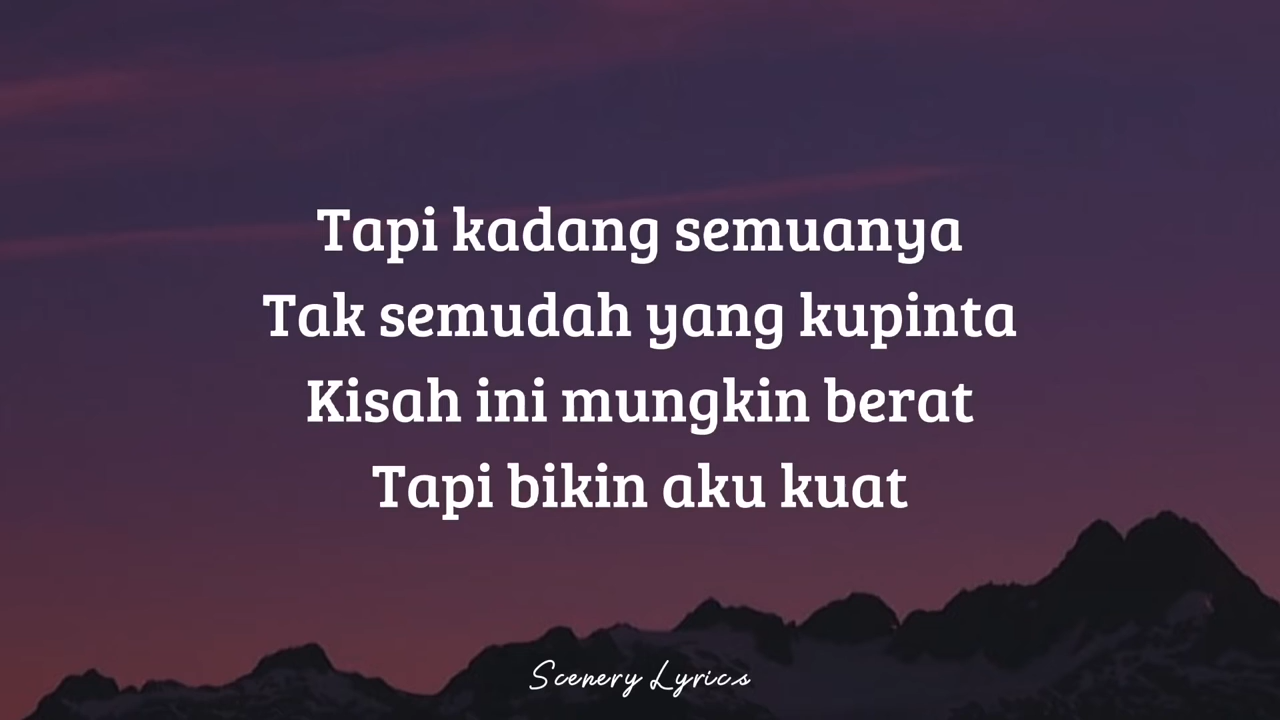 Tapi kadang semuanya
Tak semudah yang kupinta
Kisah ini mungkin berat
Tapi bikin aku kuat
Scenery Lyrics